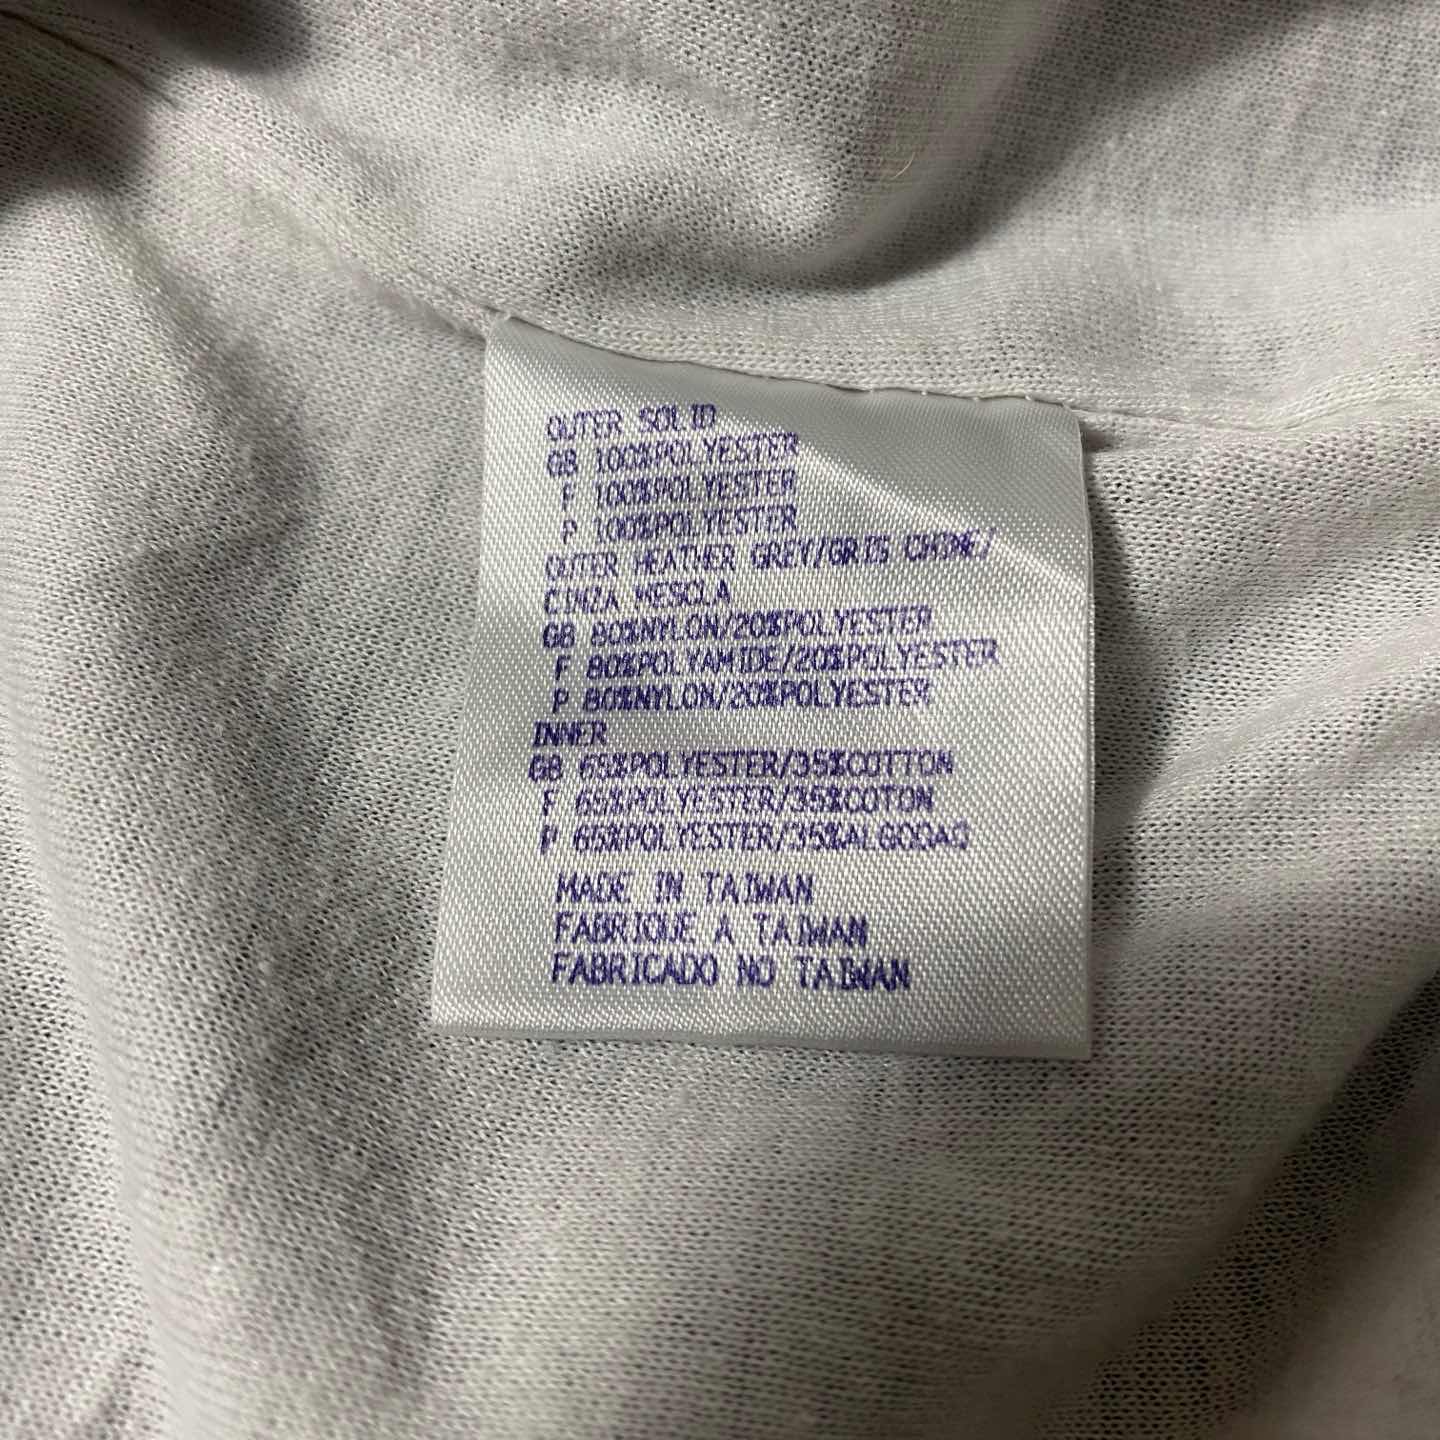 OUTER SOLID
GB 100%POLYESTER
F 100%POLYESTER
P 100%POLYESTER
OUTER HEATHER GREY/GRIS CHINE/
CINZA MESCLA
GB 80%NYLON/20%POLYESTER
F 80%POLYAMIDE/20%POLYESTER
P 80%NYLON/20%POLYESTER
INNER
GB 65%POLYESTER/35%COTTON
F 65%POLYESTER/35%COTON
P 65%POLYESTER/35%ALGODAO
MADE IN TAIWAN
FABRIQUE A TAIWAN
FABRICADO NO TAIWAN